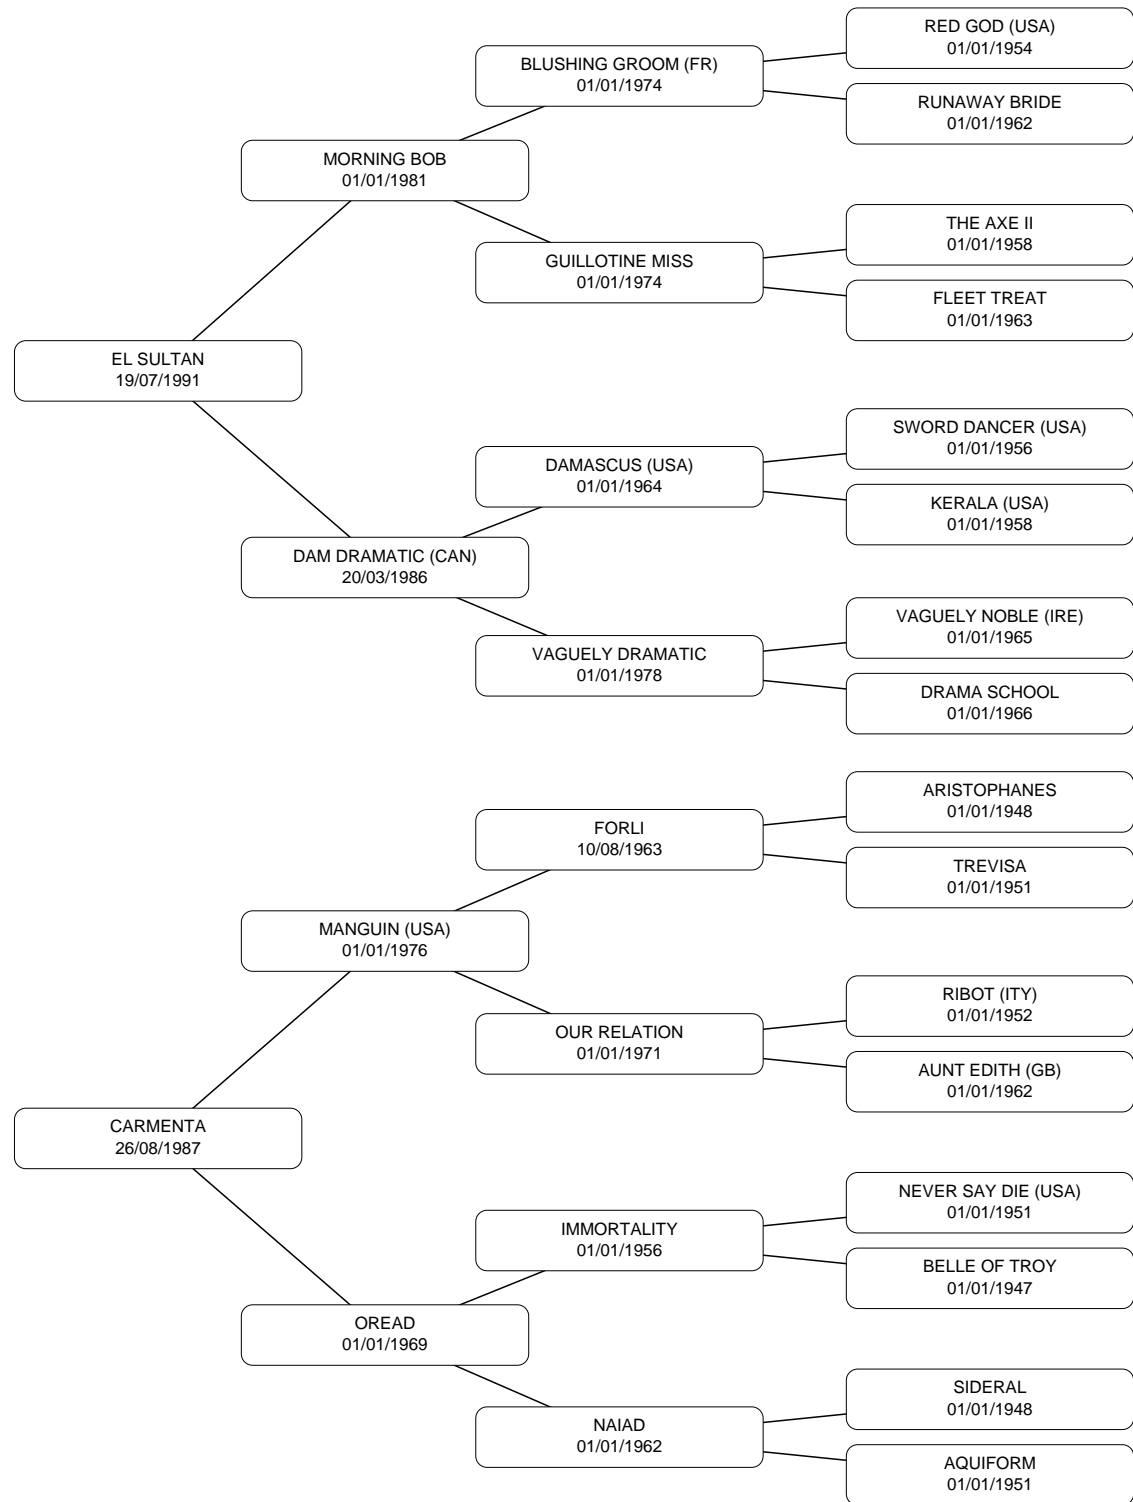 RED GOD (USA)
01/01/1954
BLUSHING GROOM (FR)
01/01/1974
RUNAWAY BRIDE
01/01/1962
MORNING BOB
01/01/1981
THE AXE II
01/01/1958
GUILLOTINE MISS
01/01/1974
FLEET TREAT
01/01/1963
EL SULTAN
19/07/1991
SWORD DANCER (USA)
01/01/1956
DAMASCUS (USA)
01/01/1964
KERALA (USA)
01/01/1958
DAM DRAMATIC (CAN)
20/03/1986
VAGUELY NOBLE (IRE)
01/01/1965
VAGUELY DRAMATIC
01/01/1978
DRAMA SCHOOL
01/01/1966
ARISTOPHANES
01/01/1948
FORLI
10/08/1963
TREVISA
01/01/1951
MANGUIN (USA)
01/01/1976
RIBOT (ITY)
01/01/1952
OUR RELATION
01/01/1971
AUNT EDITH (GB)
01/01/1962
CARMENTA
26/08/1987
NEVER SAY DIE (USA)
01/01/1951
IMMORTALITY
01/01/1956
BELLE OF TROY
01/01/1947
OREAD
01/01/1969
SIDERAL
01/01/1948
NAIAD
01/01/1962
AQUIFORM
01/01/1951